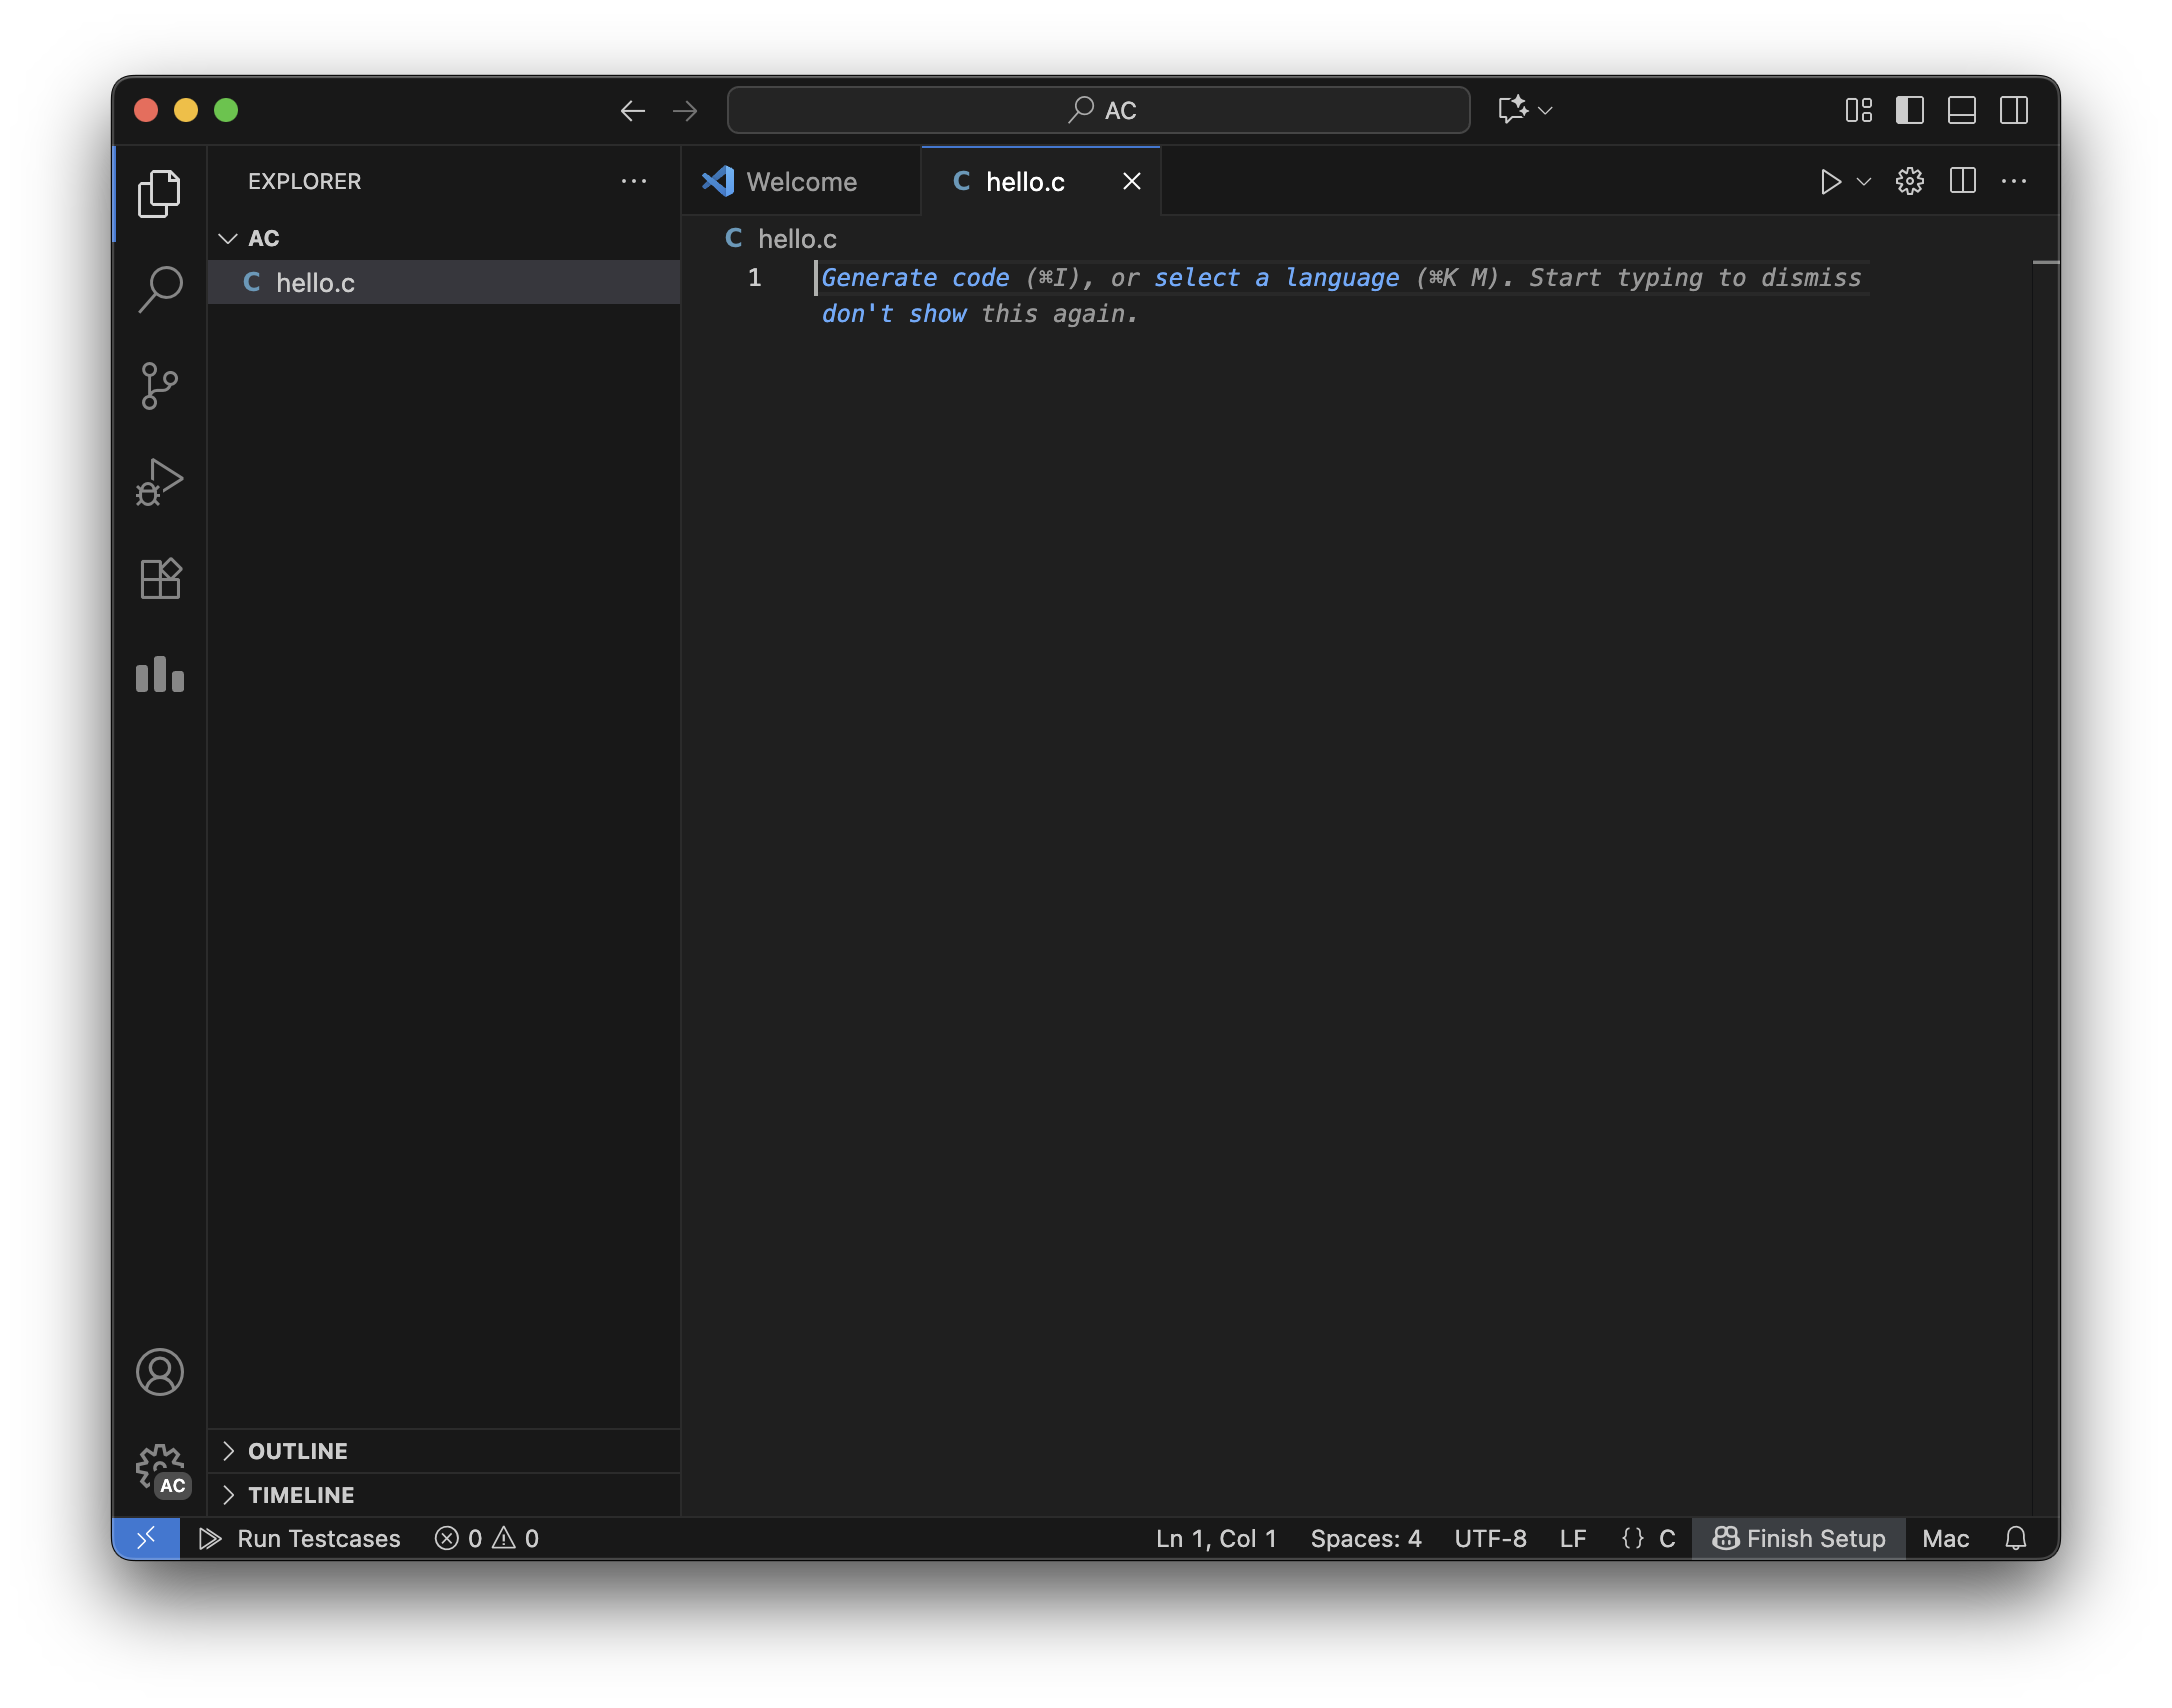 AC
EXPLORER
AC
C hello.c
Welcome
C hello.c
C hello.c
1 Generate code (⌘I), or select a language (⌘K M). Start typing to dismiss
don't show this again.
AC
OUTLINE
TIMELINE
Run Testcases 0 0 Ln 1, Col 1 Spaces: 4 UTF-8 LF {} C Finish Setup Mac